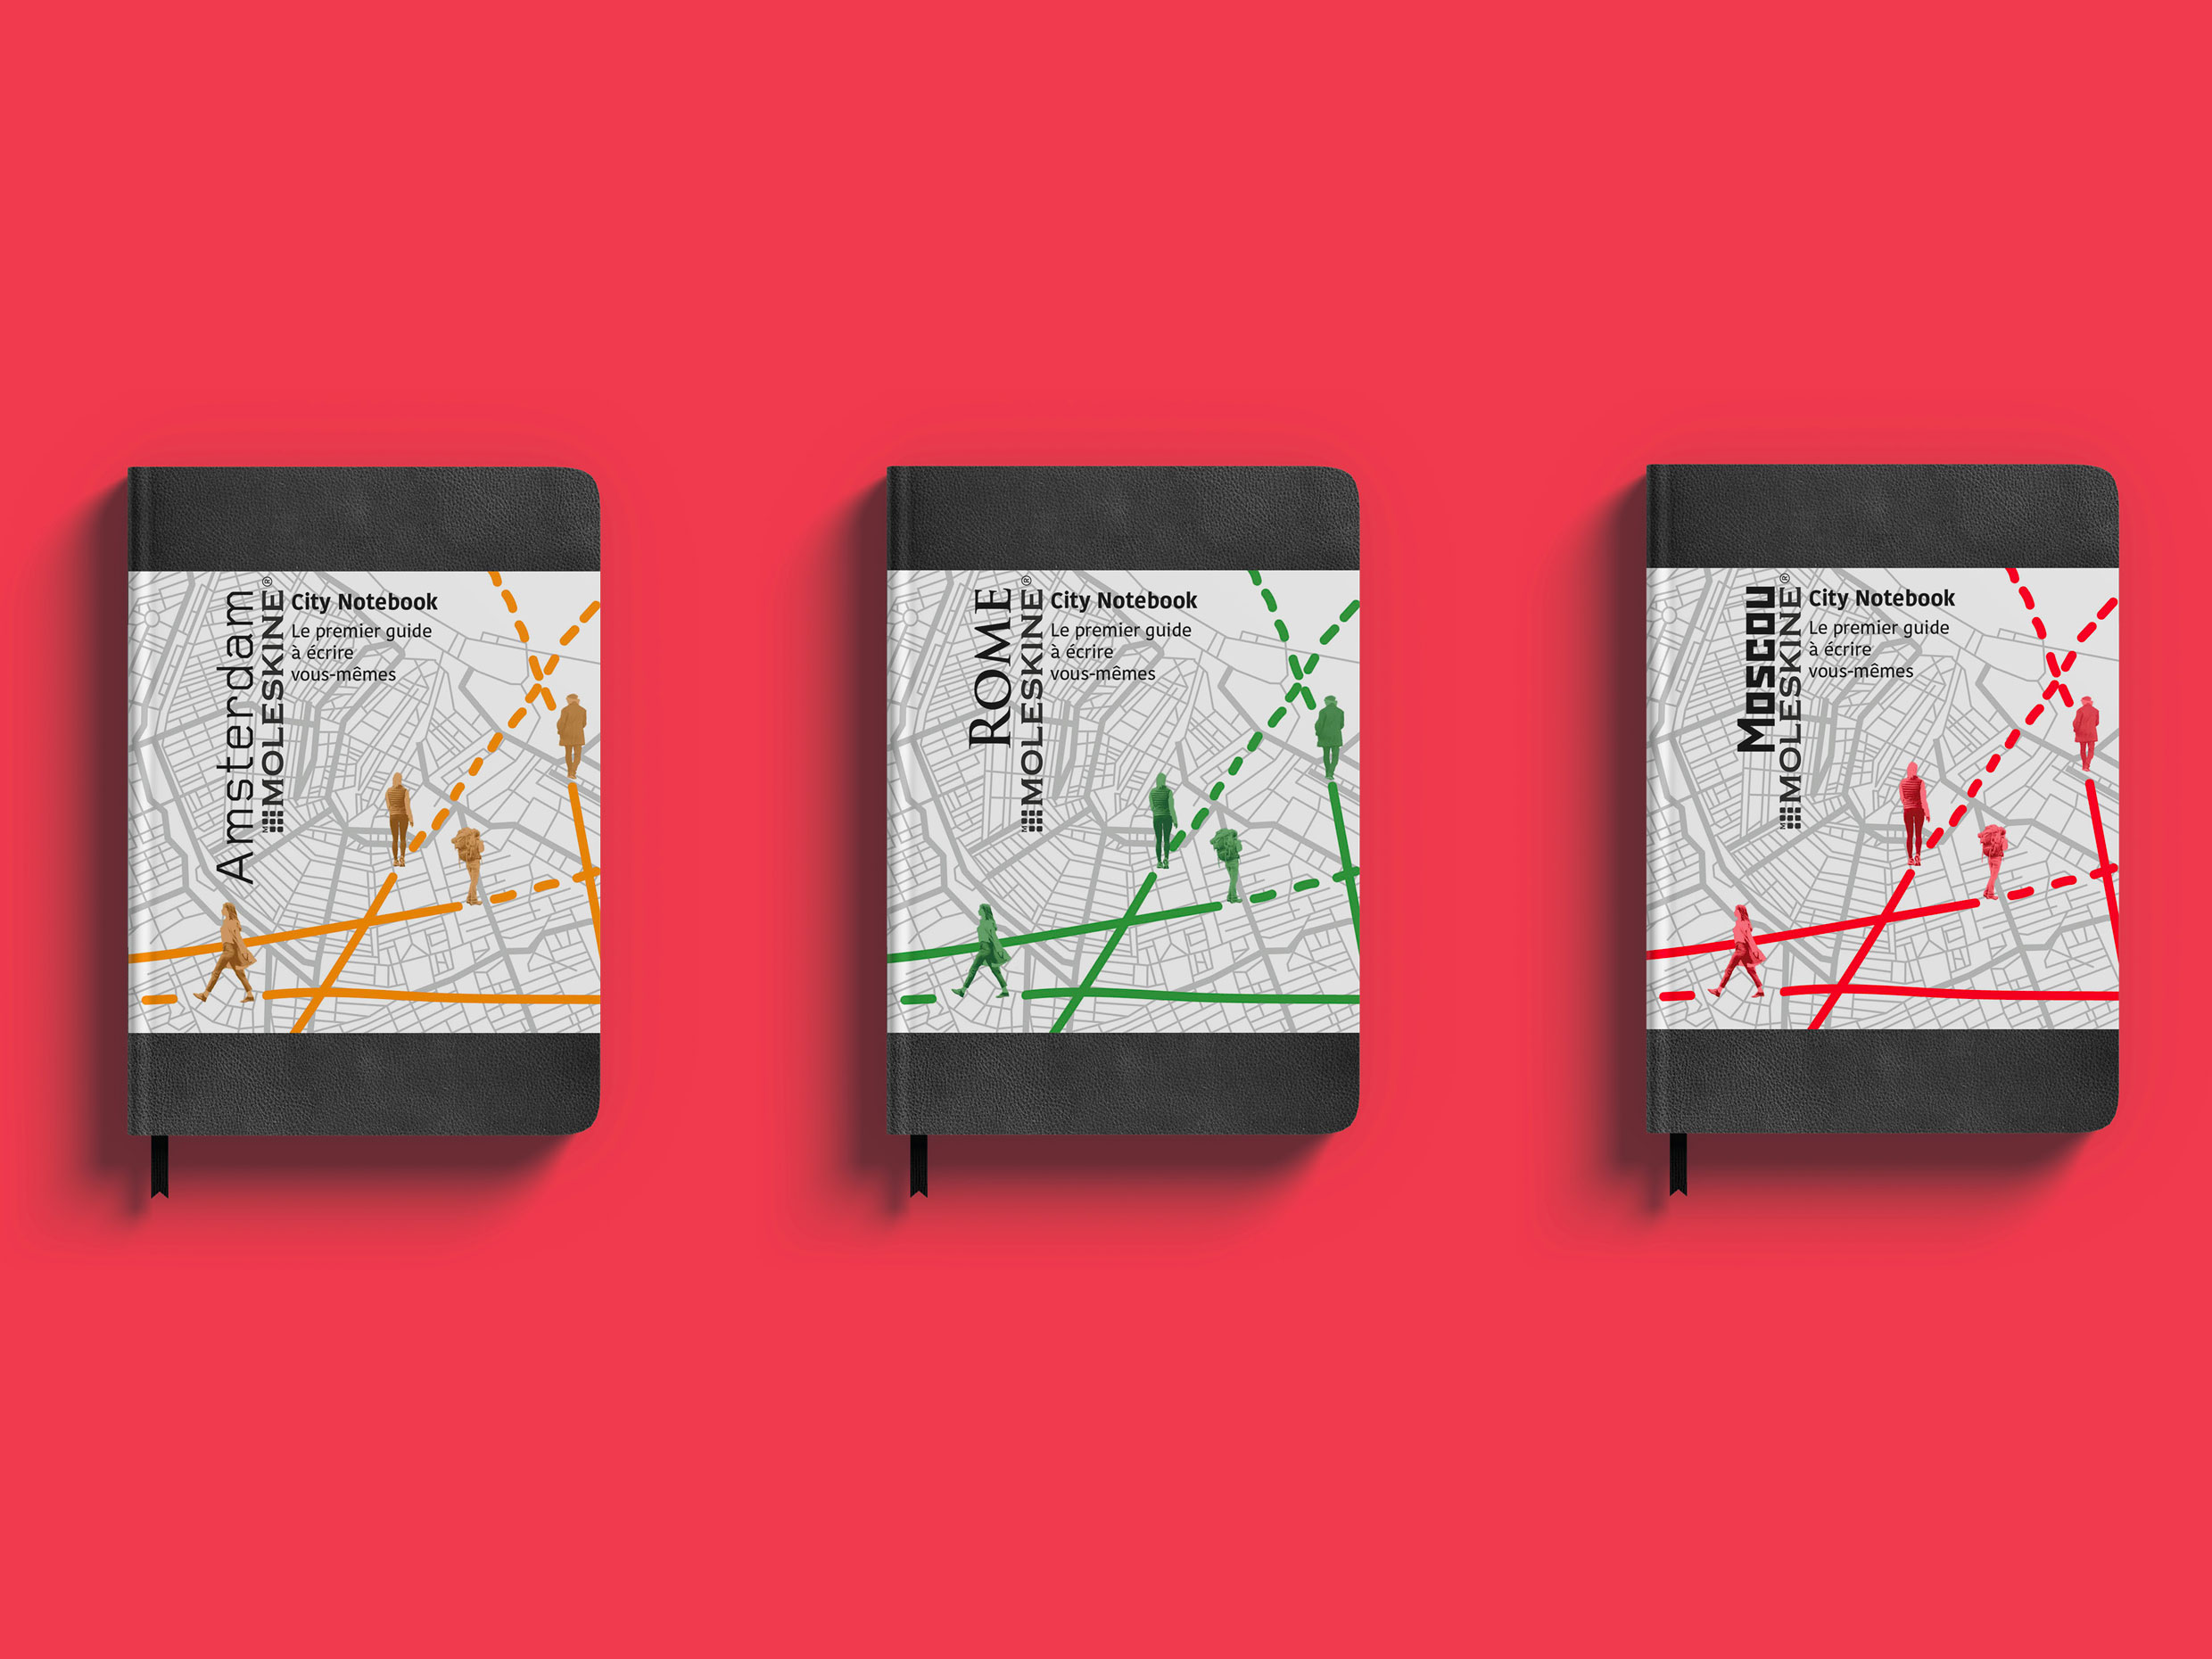 Amsterdam
MOLESKINE®
City Notebook
Le premier guide
à écrire
vous-mêmes
ROME
MOLESKINE®
City Notebook
Le premier guide
à écrire
vous-mêmes
Moscou
MOLESKINE®
City Notebook
Le premier guide
à écrire
vous-mêmes